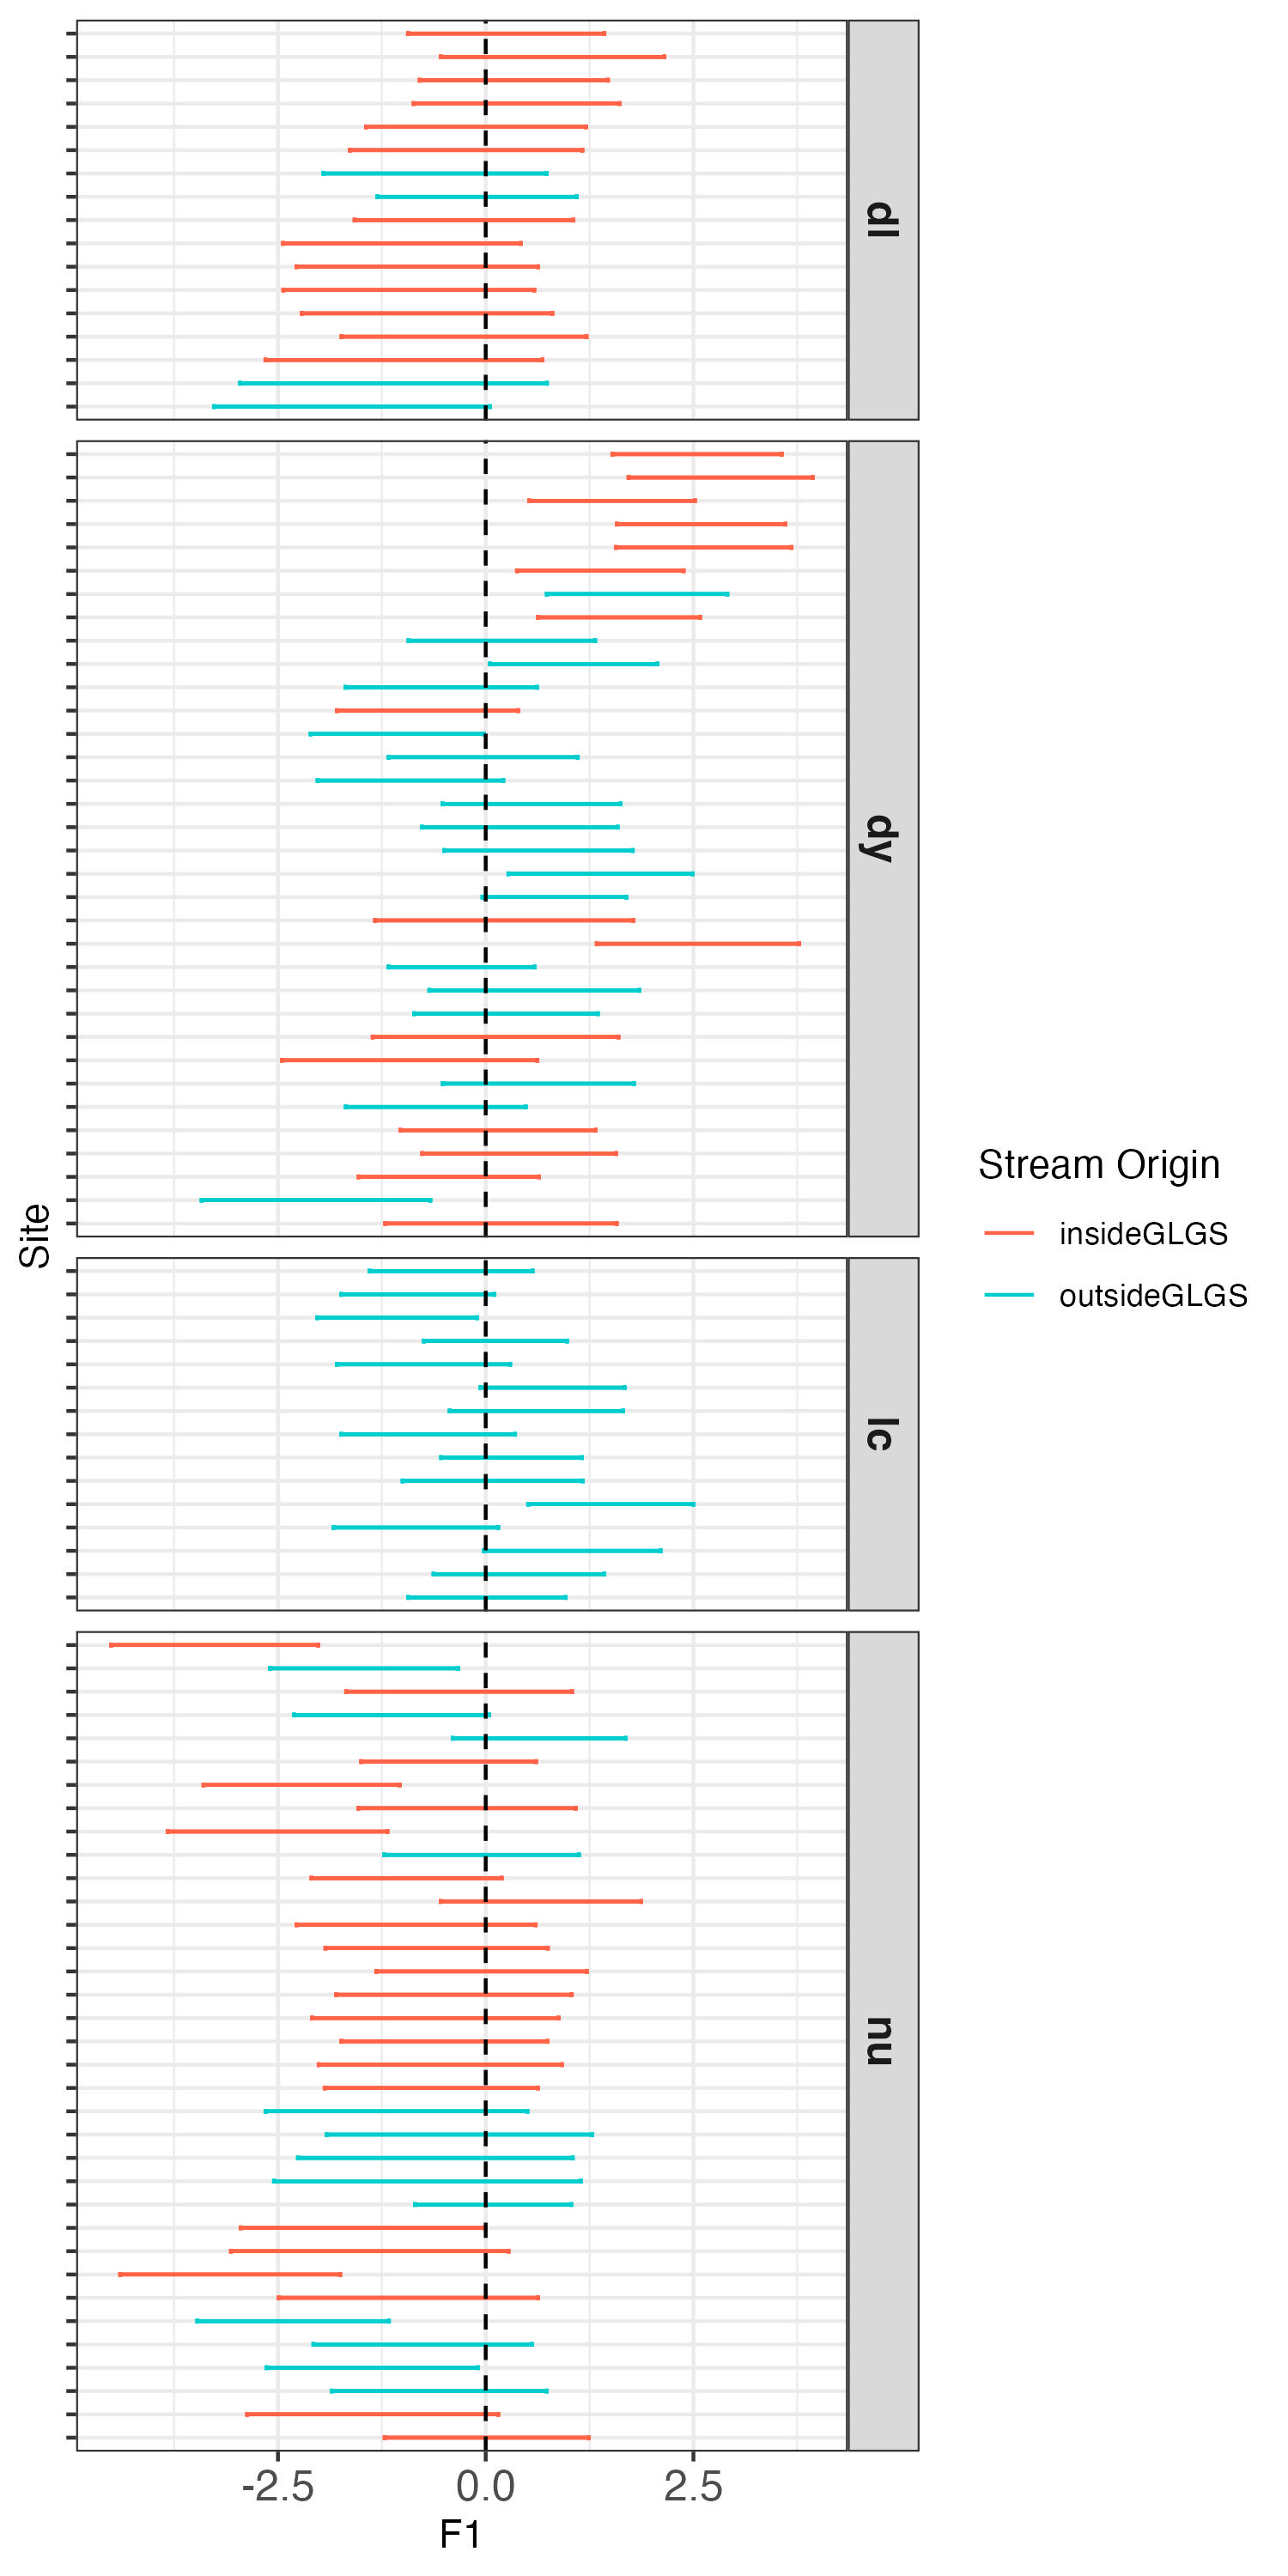 dl
dy
lc
nu
Site
-2.5 0.0 2.5
F1
Stream Origin
insideGLGS
outsideGLGS